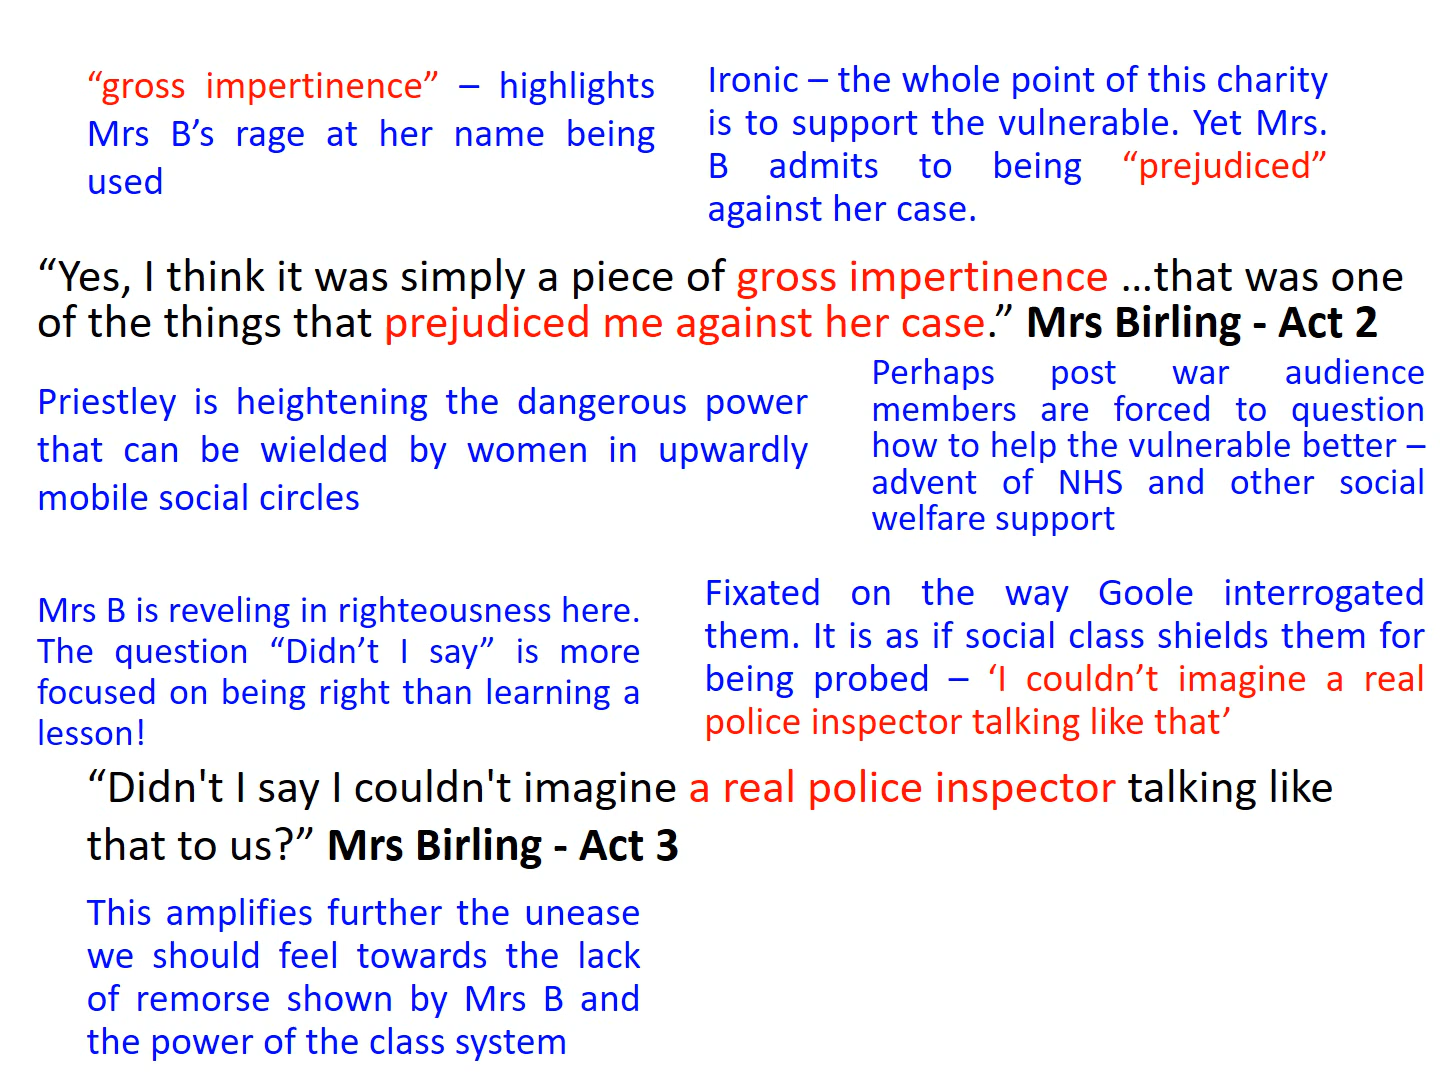 “gross impertinence” – highlights
Mrs B’s rage at her name being
used
Ironic – the whole point of this charity
is to support the vulnerable. Yet Mrs.
B admits to being “prejudiced”
against her case.
“Yes, I think it was simply a piece of gross impertinence ...that was one
of the things that prejudiced me against her case.” Mrs Birling - Act 2
Priestley is heightening the dangerous power
that can be wielded by women in upwardly
mobile social circles
Perhaps post war audience
members are forced to question
how to help the vulnerable better –
advent of NHS and other social
welfare support
Mrs B is reveling in righteousness here.
The question “Didn’t I say” is more
focused on being right than learning a
lesson!
Fixated on the way Goole interrogated
them. It is as if social class shields them for
being probed – ‘I couldn’t imagine a real
police inspector talking like that’
“Didn't I say I couldn't imagine a real police inspector talking like
that to us?” Mrs Birling - Act 3
This amplifies further the unease
we should feel towards the lack
of remorse shown by Mrs B and
the power of the class system